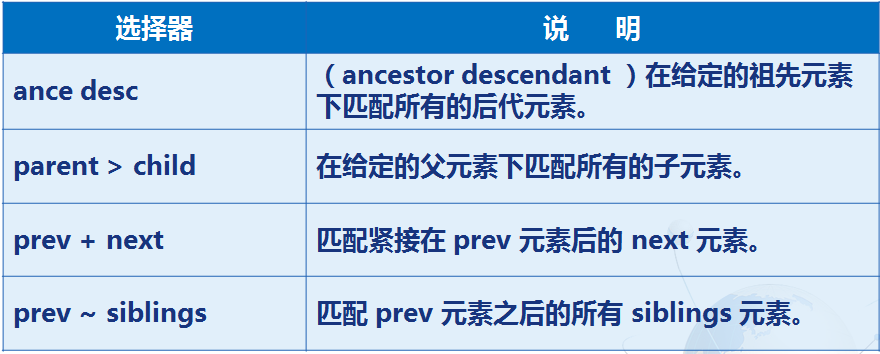 选择器 说 明
ance desc （ancestor descendant ）在给定的祖先元素
下匹配所有的后代元素。
parent > child 在给定的父元素下匹配所有的子元素。
prev + next 匹配紧接在 prev 元素后的 next 元素。
prev ~ siblings 匹配 prev 元素之后的所有 siblings 元素。